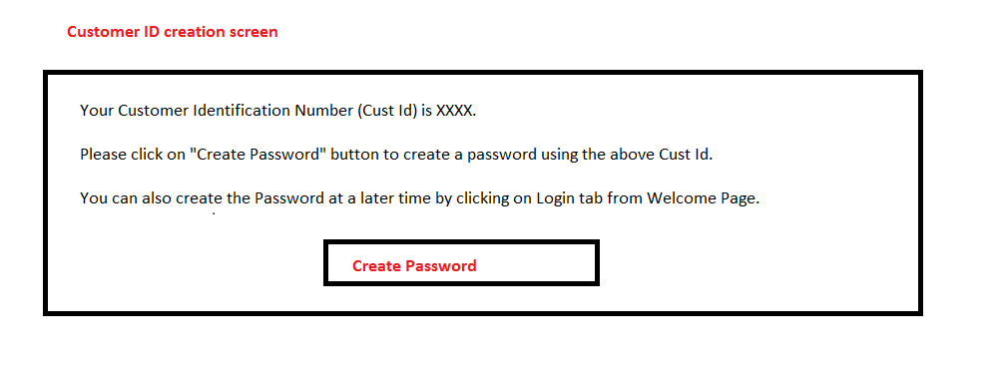 Customer ID creation screen
Your Customer Identification Number (Cust Id) is XXXX.
Please click on "Create Password" button to create a password using the above Cust Id.
You can also create the Password at a later time by clicking on Login tab from Welcome Page.
Create Password